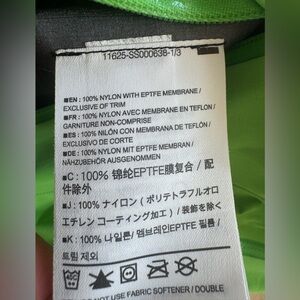 11625-SS000638-1/3
■EN : 100% NYLON WITH EPTFE MEMBRANE /
EXCLUSIVE OF TRIM
■FR : 100% NYLON AVEC MEMBRANE EN TEFLON /
GARNITURE NON-COMPRISE
■ES : 100% NILÓN CON MEMBRANA DE TEFLÓN /
EXCLUSIVO DE CORTE
■DE : 100% NYLON MIT EPTFE MEMBRAN /
NÄHZUBEHÖR AUSGENOMMEN
■C : 100% 锦纶EPTFE膜复合 / 配
件除外
■J : 100% ナイロン ( ポリテトラフルオロ
エチレン コーティング加工) / 装飾を除く
■K : 100% 나일론/ 멤브레인EPTFE 필름 /
트림 제외
NOT USE FABRIC SOFTENER / DOUBLE